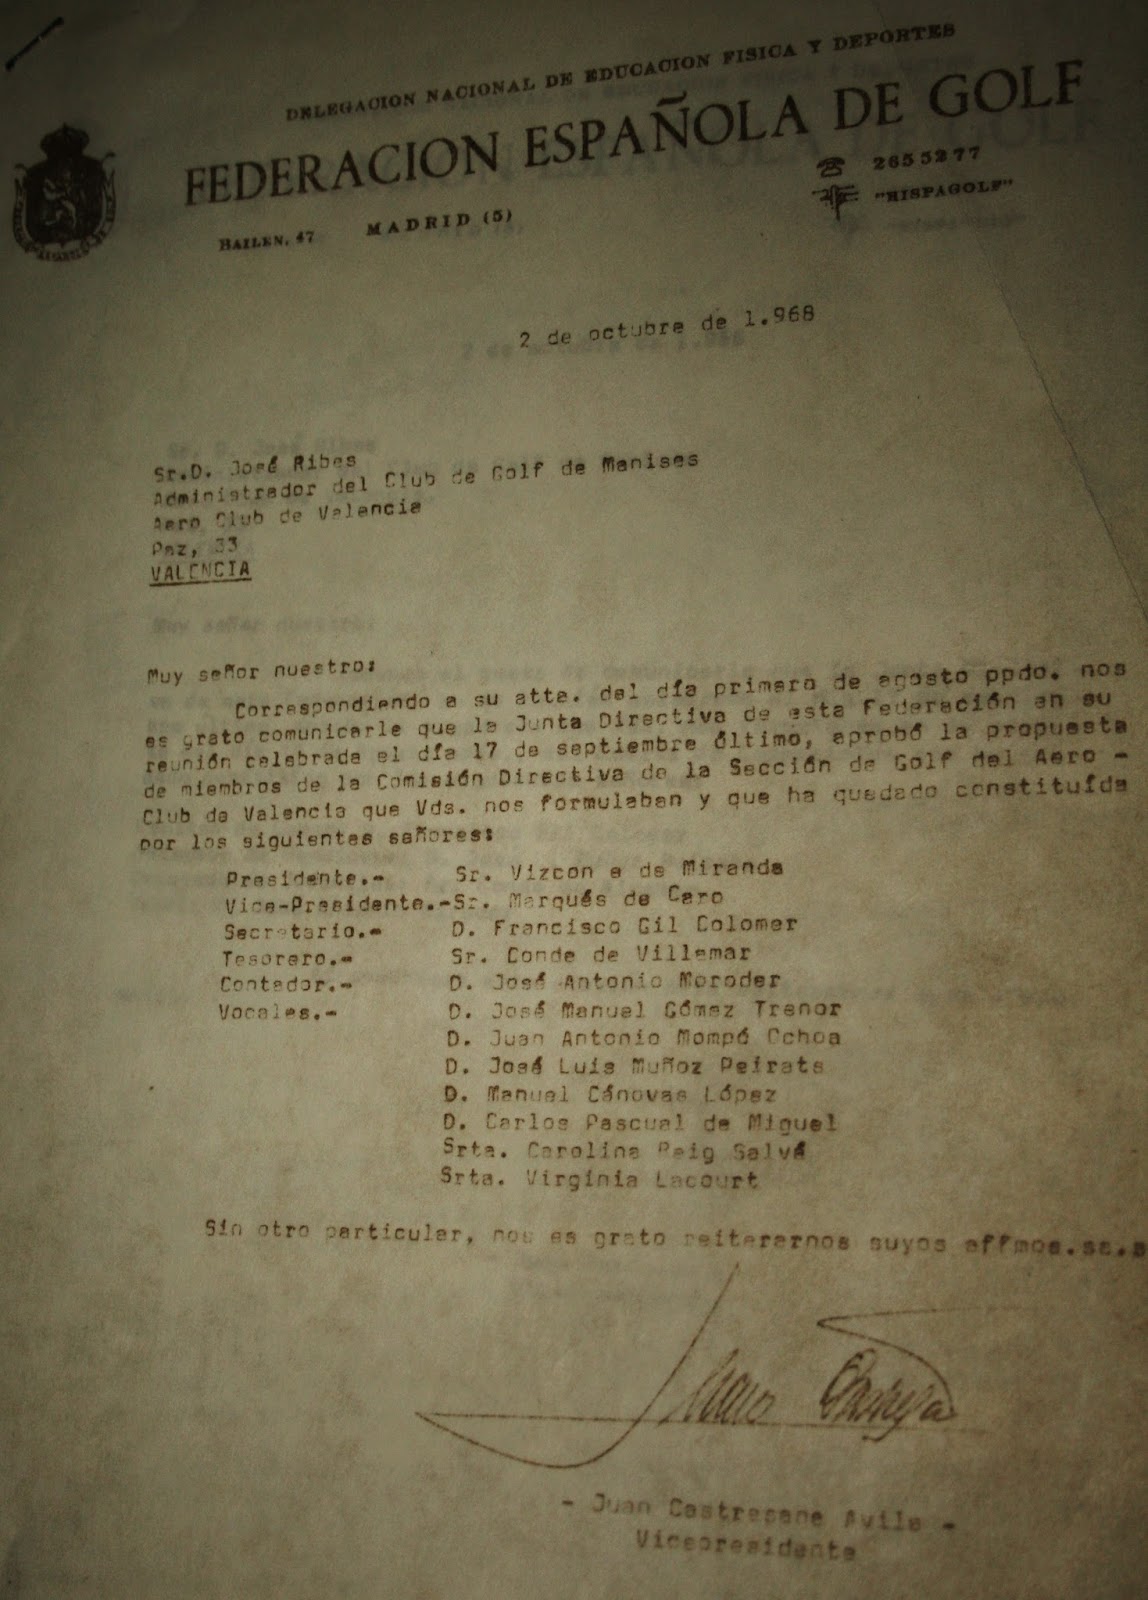 DELEGACION NACIONAL DE EDUCACION FISICA Y DEPORTES
FEDERACION ESPAÑOLA DE GOLF
BAILEN, 47 MADRID (5)
2655277
"HISPAGOLF"
2 de octubre de 1.968
Sr.D. José Ribes
Administrador del Club de Golf de Manises
Aero Club de Valencia
Paz, 33
VALENCIA
Muy señor nuestro:
Correspondiendo a su atta. del día primero de agosto ppdo. nos
es grato comunicarle que la Junta Directiva de esta Federación en su
reunión celebrada el día 17 de septiembre último, aprobó la propuesta
de miembros de la Comisión Directiva de la Sección de Golf del Aero -
Club de Valencia que Vds. nos formulaban y que ha quedado constituída
por los siguientes señores:
Presidente.- Sr. Vizcon e de Miranda
Vice-Presidente.-Sr. Marqués de Caro
Secretario.- D. Francisco Gil Colomer
Tesorero.- Sr. Conde de Villamar
Contador.- D. José Antonio Moroder
Vocales.- D. José Manuel Gómez Trenor
D. Juan Antonio Mompó Ochoa
D. José Luis Muñoz Peirats
D. Manuel Cánovas López
D. Carlos Pascual de Miguel
Srta. Carolina Reig Salvá
Srta. Virginia Lacourt
Sin otro particular, nos es grato reiterarnos suyos affmos.ss.s
- Juan Castresana Avila -
Vicepresidente